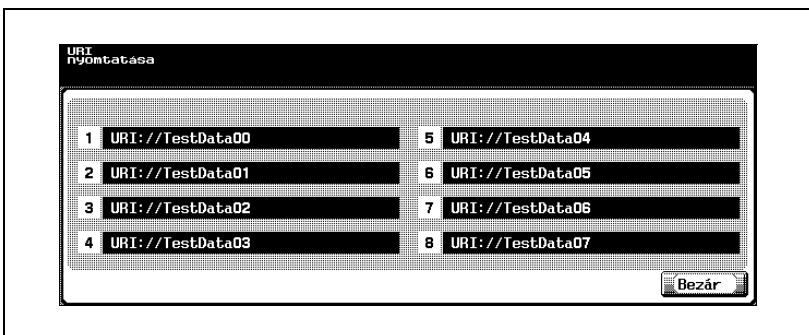 URI
nyomtatása
1 URI://TestData00
2 URI://TestData01
3 URI://TestData02
4 URI://TestData03
5 URI://TestData04
6 URI://TestData05
7 URI://TestData06
8 URI://TestData07
Bezár